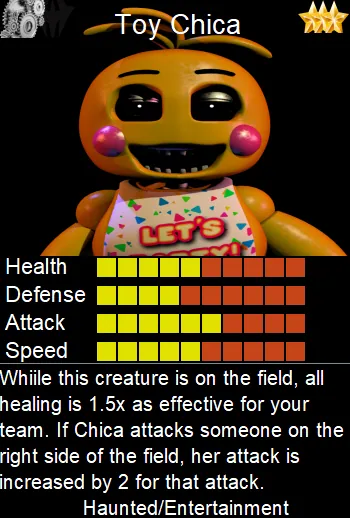 Toy Chica
LET'S
Health
Defense
Attack
Speed
Whiile this creature is on the field, all
healing is 1.5x as effective for your
team. If Chica attacks someone on the
right side of the field, her attack is
increased by 2 for that attack.
Haunted/Entertainment